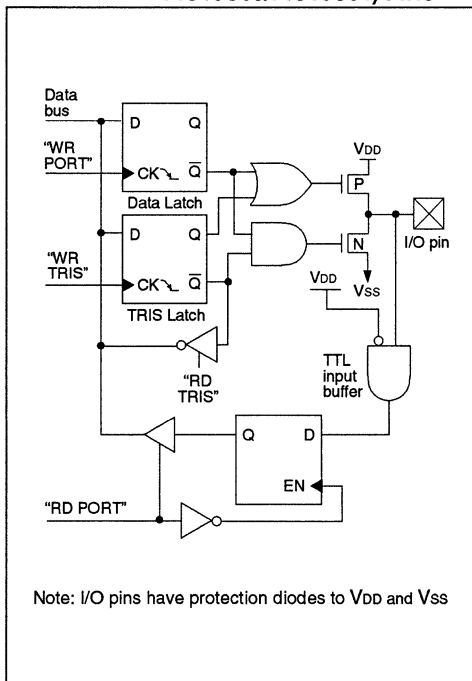 Data
bus
"WR
PORT"
D
Q
CK
Q
Data Latch
D
Q
"WR
TRIS"
CK
Q
TRIS Latch
VDD
P
N
I/O pin
VSS
VDD
TTL
input
buffer
"RD
TRIS"
Q
D
EN
"RD PORT"
Note: I/O pins have protection diodes to VDD and VSS